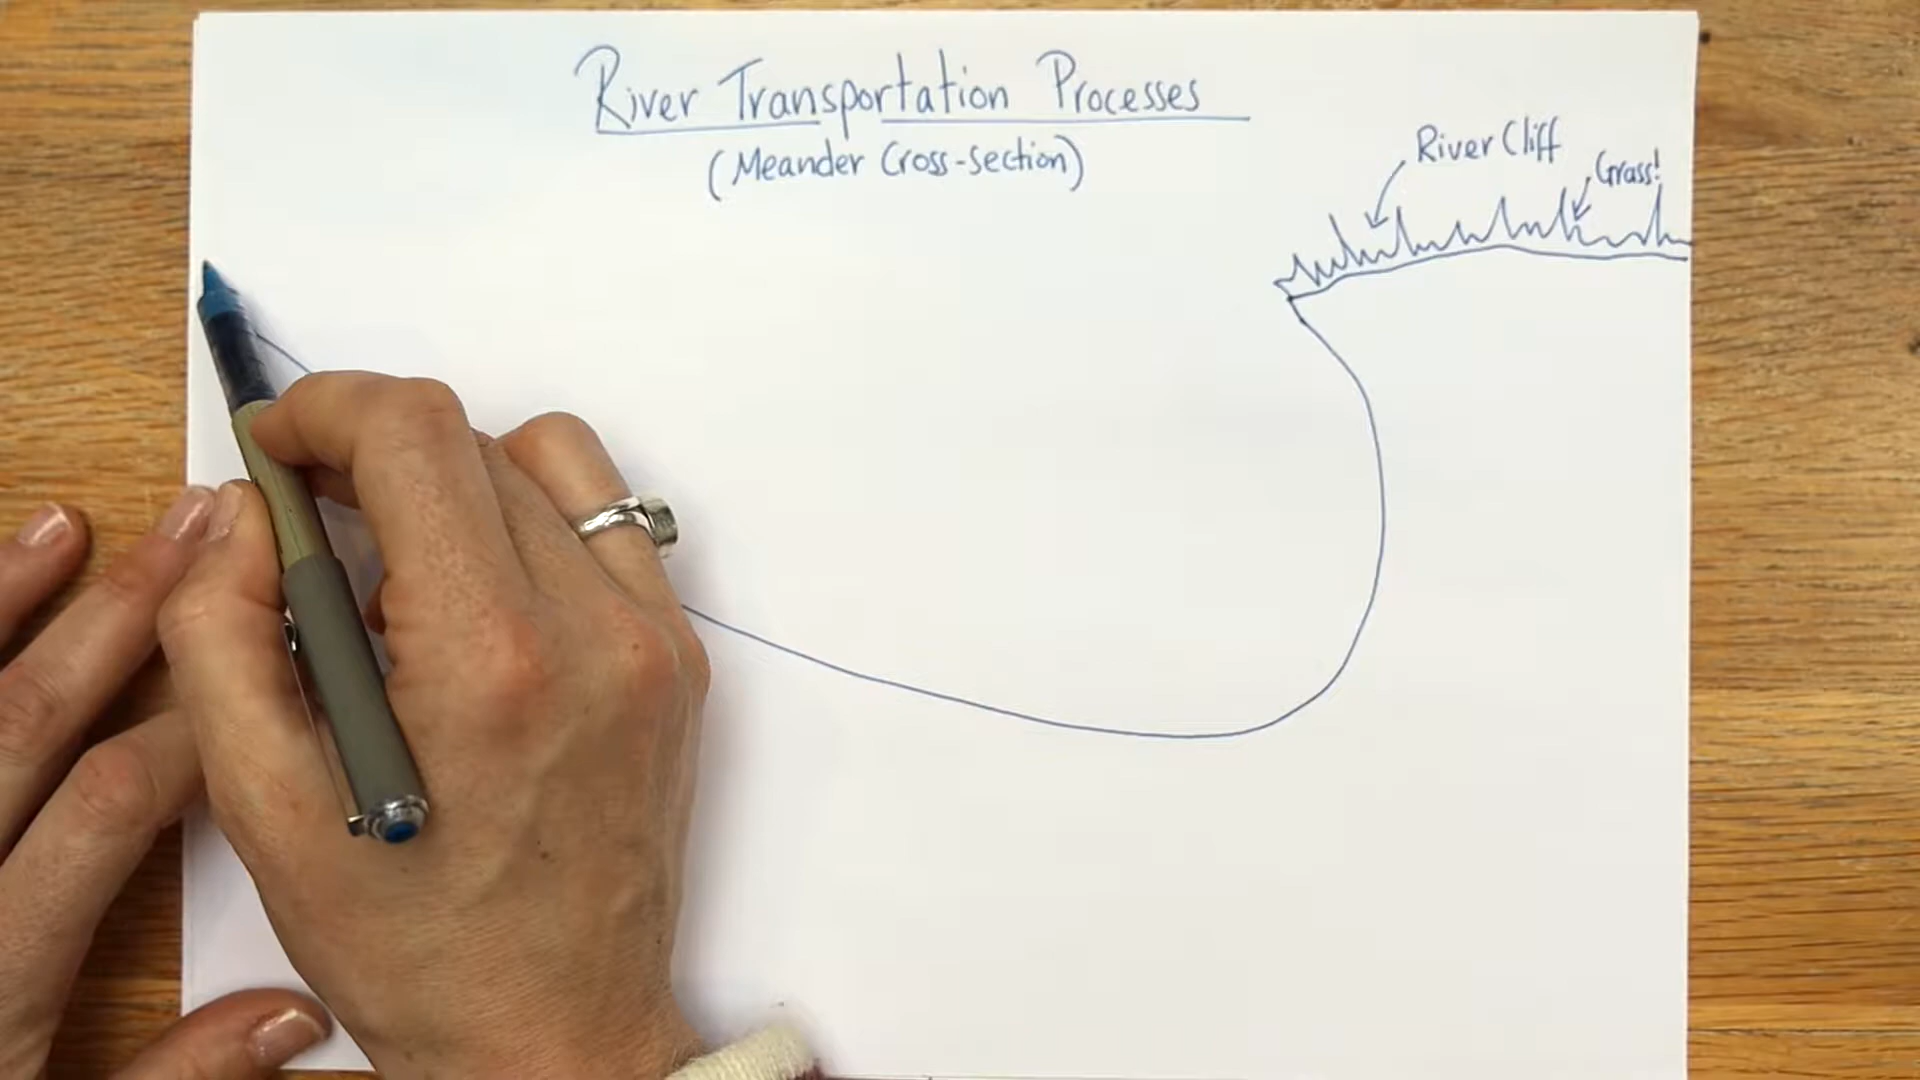 River Transportation Processes
(Meander Cross-section)
River Cliff
Grass!